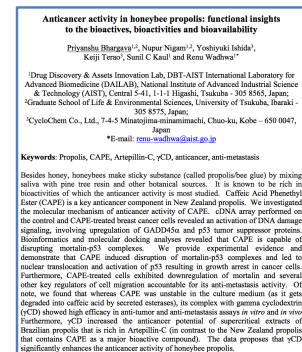 Anticancer activity in honeybee propolis: functional insights
to the bioactives, bioactivities and bioavailability
Priyanshu Bhargava1,2, Nupur Nigam1,2, Yoshiyuki Ishida3,
Keiji Terao3, Sunil C Kaul1 and Renu Wadhwa1*
1Drug Discovery & Assets Innovation Lab, DBT-AIST International Laboratory for
Advanced Biomedicine (DAILAB), National Institute of Advanced Industrial Science
& Technology (AIST), Central 5-41, 1-1-1 Higashi, Tsukuba - 305 8565, Japan;
2Graduate School of Life & Environmental Sciences, University of Tsukuba, Ibaraki -
305 8575, Japan;
3CycloChem Co., Ltd., 7-4-5 Minatojima-minamimachi, Chuo-ku, Kobe – 650 0047,
Japan
*E-mail: renu-wadhwa@aist.go.jp
Keywords: Propolis, CAPE, Artepillin-C, γCD, anticancer, anti-metastasis
Besides honey, honeybees make sticky substance (called propolis/bee glue) by mixing
saliva with pine tree resin and other botanical sources. It is known to be rich in
bioactivities of which the anticancer activity is most studied. Caffeic Acid Phenethyl
Ester (CAPE) is a key anticancer component in New Zealand propolis. We investigated
the molecular mechanism of anticancer activity of CAPE. cDNA array performed on
the control and CAPE-treated breast cancer cells revealed an activation of DNA damage
signaling, involving upregulation of GADD45α and p53 tumor suppressor proteins.
Bioinformatics and molecular docking analyses revealed that CAPE is capable of
disrupting mortalin-p53 complexes. We provide experimental evidence and
demonstrate that CAPE induced disruption of mortalin-p53 complexes and led to
nuclear translocation and activation of p53 resulting in growth arrest in cancer cells.
Furthermore, CAPE-treated cells exhibited downregulation of mortalin and several
other key regulators of cell migration accountable for its anti-metastasis activity. Of
note, we found that whereas CAPE was unstable in the culture medium (as it gets
degraded into caffeic acid by secreted esterases), its complex with gamma cyclodextrin
(γCD) showed high efficacy in anti-tumor and anti-metastasis assays in vitro and in vivo
Furthermore, γCD increased the anticancer potential of supercritical extracts of
Brazilian propolis that is rich in Artepillin-C (in contrast to the New Zealand propolis
that contains CAPE as a major bioactive compound). The data proposes that γCD
significantly enhances the anticancer activity of honeybee propolis.